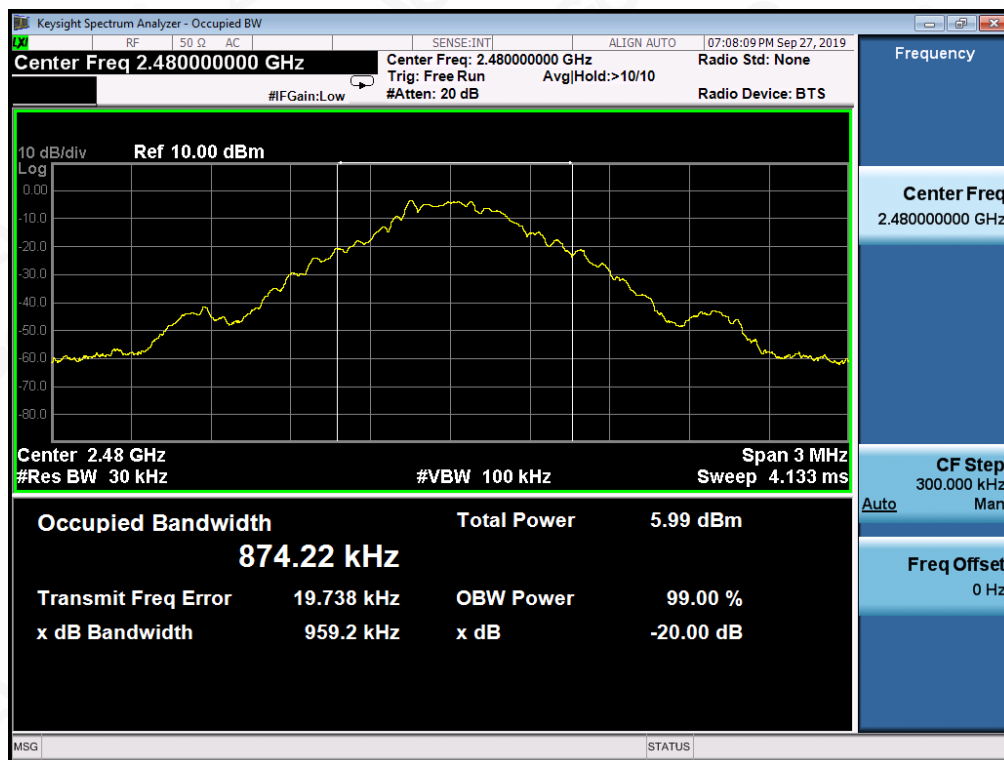 Keysight Spectrum Analyzer - Occupied BW
LXI RF 50 Ω AC SENSE:INT ALIGN AUTO 07:08:09 PM Sep 27, 2019
Center Freq 2.480000000 GHz
Center Freq: 2.480000000 GHz Radio Std: None
Trig: Free Run Avg|Hold:>10/10
#IFGain:Low #Atten: 20 dB Radio Device: BTS
10 dB/div Ref 10.00 dBm
Log
0.00
-10.0
-20.0
-30.0
-40.0
-50.0
-60.0
-70.0
-80.0
Center 2.48 GHz Span 3 MHz
#Res BW 30 kHz #VBW 100 kHz Sweep 4.133 ms
Occupied Bandwidth Total Power 5.99 dBm
874.22 kHz
Transmit Freq Error 19.738 kHz OBW Power 99.00 %
x dB Bandwidth 959.2 kHz x dB -20.00 dB
MSG STATUS
Frequency
Center Freq
2.480000000 GHz
CF Step
300.000 kHz
Auto Man
Freq Offset
0 Hz